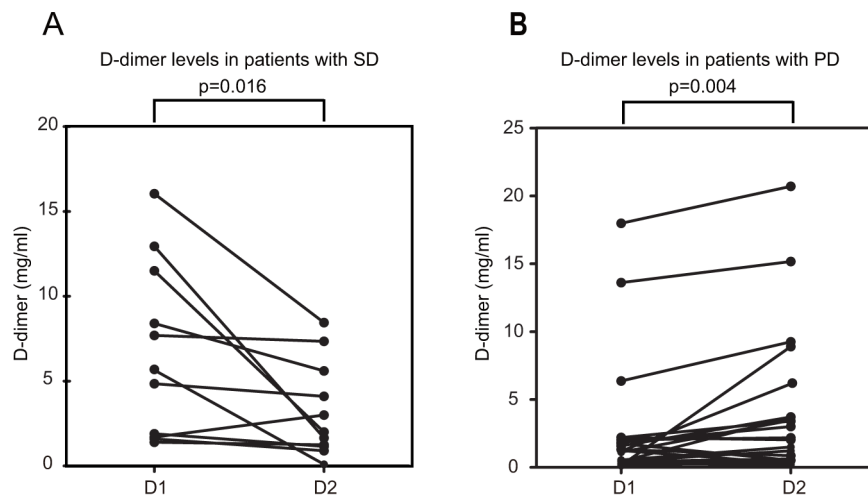 A
D-dimer levels in patients with SD
p=0.016
20
15
10
5
0
D-dimer (mg/ml)
D1 D2
B
D-dimer levels in patients with PD
p=0.004
25
20
15
10
5
0
D-dimer (mg/ml)
D1 D2